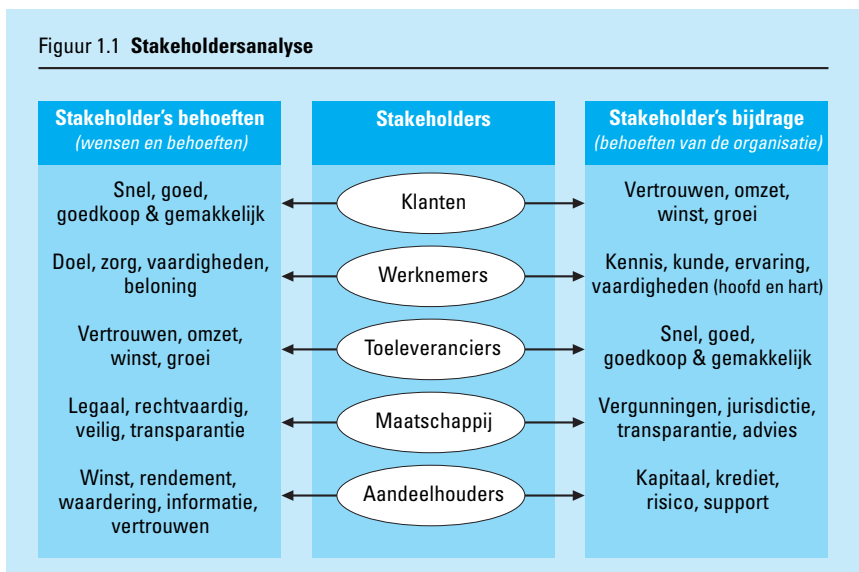 Figuur 1.1 Stakeholdersanalyse
Stakeholder's behoeften
(wensen en behoeften)
Stakeholders
Stakeholder's bijdrage
(behoeften van de organisatie)
Snel, goed,
goedkoop & gemakkelijk
Klanten
Vertrouwen, omzet,
winst, groei
Doel, zorg, vaardigheden,
beloning
Werknemers
Kennis, kunde, ervaring,
vaardigheden (hoofd en hart)
Vertrouwen, omzet,
winst, groei
Toeleveranciers
Snel, goed,
goedkoop & gemakkelijk
Legaal, rechtvaardig,
veilig, transparantie
Maatschappij
Vergunningen, jurisdictie,
transparantie, advies
Winst, rendement,
waardering, informatie,
vertrouwen
Aandeelhouders
Kapitaal, krediet,
risico, support